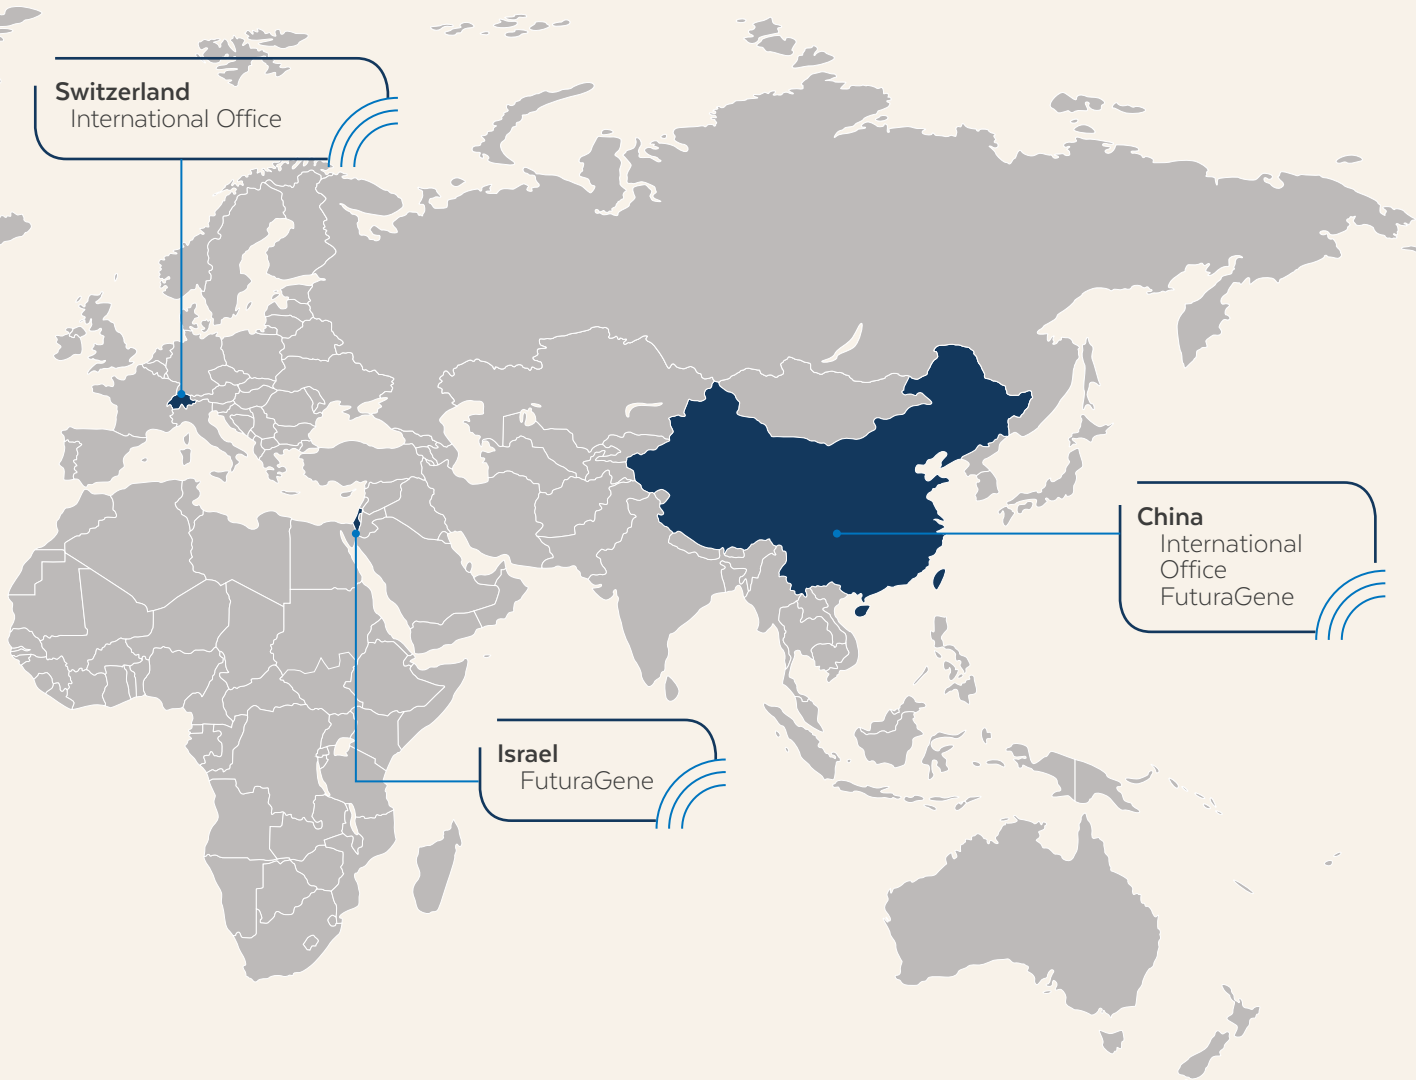 Switzerland
International Office
China
International
Office
FuturaGene
Israel
FuturaGene